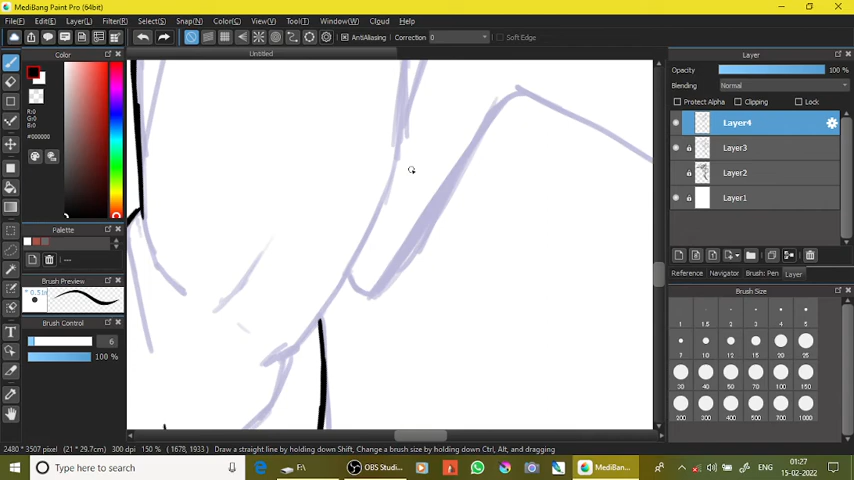 MediBang Paint Pro (64bit)
File(F) Edit(E) Layer(L) Filter(R) Select(S) Snap(N) Color(C) View(V) Tool(T) Window(W) Cloud Help
AntiAliasing Correction 0 Soft Edge
Color
Untitled
Layer
Opacity 100 %
Blending Normal
Protect Alpha Clipping Lock
R:0
G:0
B:0
#000000
Layer4
Layer3
Layer2
Layer1
Palette
---
Brush Preview
Brush Control
6
100 %
Reference Navigator Brush: Pen Layer
Brush Size
1 1.5 2 3 4 5
7 10 12 15 20 25
30 40 50 70 100 150
200 300 400 500 700 1000
2480 * 3507 pixel (21 * 29.7cm) 300 dpi 150 % (1678, 1933) Draw a straight line by holding down Shift, Change a brush size by holding down Ctrl, Alt, and dragging
Type here to search
F:\
OBS Studi...
MediBa...
ENG
01:27
15-02-2022